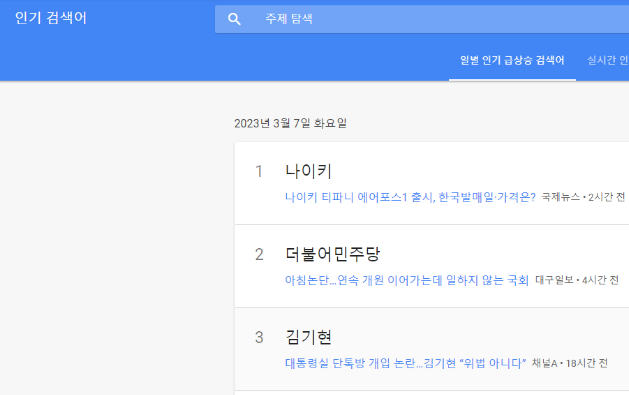 인기 검색어
주제 탐색
일별 인기 급상승 검색어 실시간 인
2023년 3월 7일 화요일
1 나이키
나이키 티파니 에어포스1 출시, 한국발매일·가격은? 국제뉴스 • 2시간 전
2 더불어민주당
아침논단...연속 개원 이어가는데 일하지 않는 국회 대구일보 • 4시간 전
3 김기현
대통령실 단톡방 개입 논란...김기현 “위법 아니다” 채널A • 18시간 전